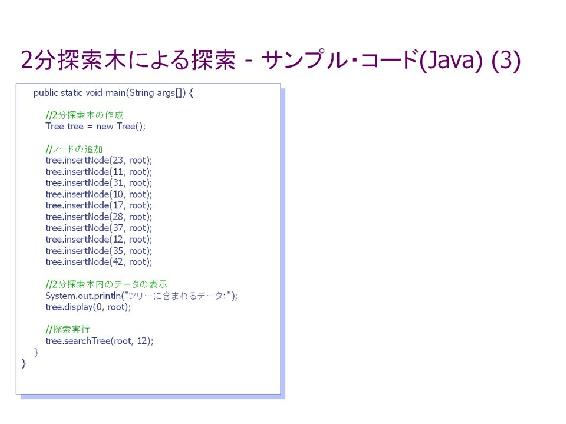 2分探索木による探索 - サンプル・コード(Java) (3)
public static void main(String args[]) {
//2分探索木の作成
Tree tree = new Tree();
//ノードの追加
tree.insertNode(23, root);
tree.insertNode(11, root);
tree.insertNode(31, root);
tree.insertNode(10, root);
tree.insertNode(17, root);
tree.insertNode(28, root);
tree.insertNode(37, root);
tree.insertNode(12, root);
tree.insertNode(35, root);
tree.insertNode(42, root);
//2分探索木内のデータの表示
System.out.println("ツリーに含まれるデータ:");
tree.display(0, root);
//探索実行
tree.searchTree(root, 12);
}
}